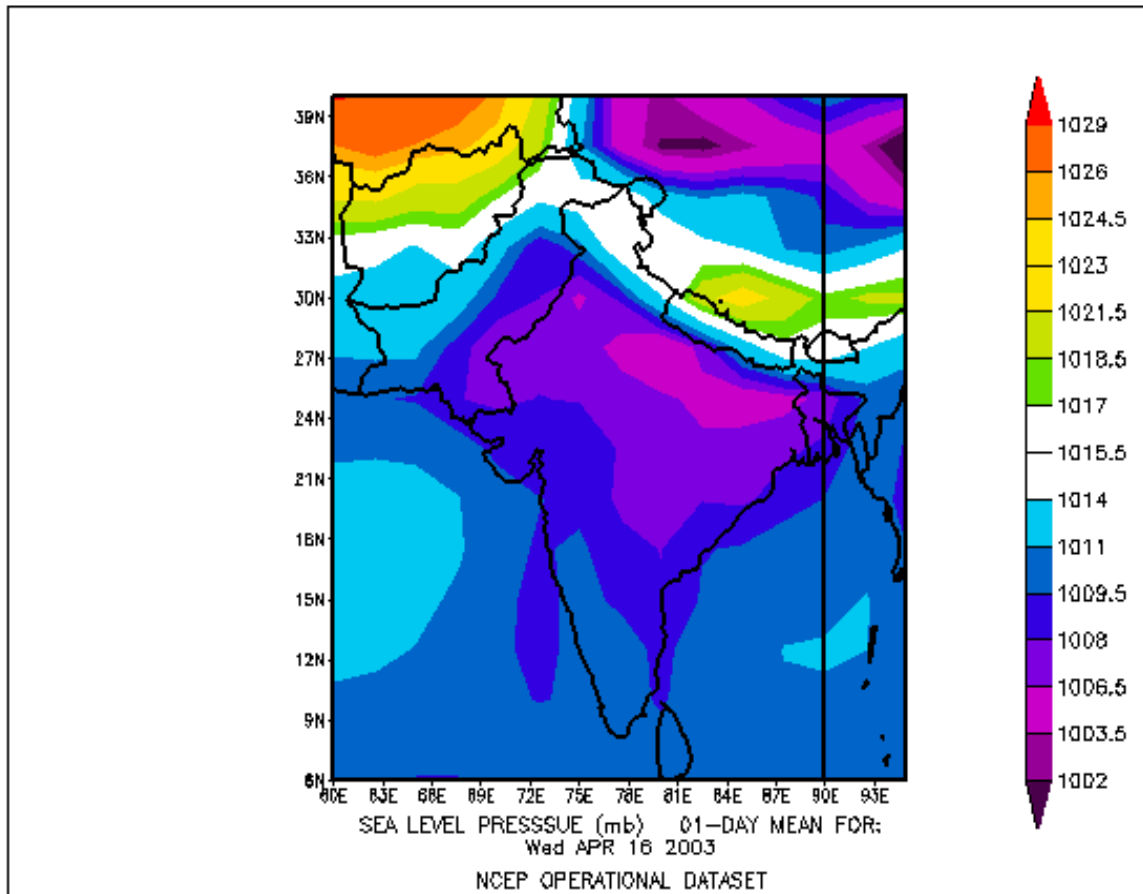 39N
36N
33N
30N
27N
24N
21N
18N
15N
12N
9N
6N
60E 63E 66E 69E 72E 75E 78E 81E 84E 87E 90E 93E
1029
1026
1024.5
1023
1021.5
1018.5
1017
1015.5
1014
1011
1009.5
1008
1006.5
1003.5
1002
SEA LEVEL PRESSSUE (mb) 01-DAY MEAN FOR:
Wed APR 16 2003
NCEP OPERATIONAL DATASET